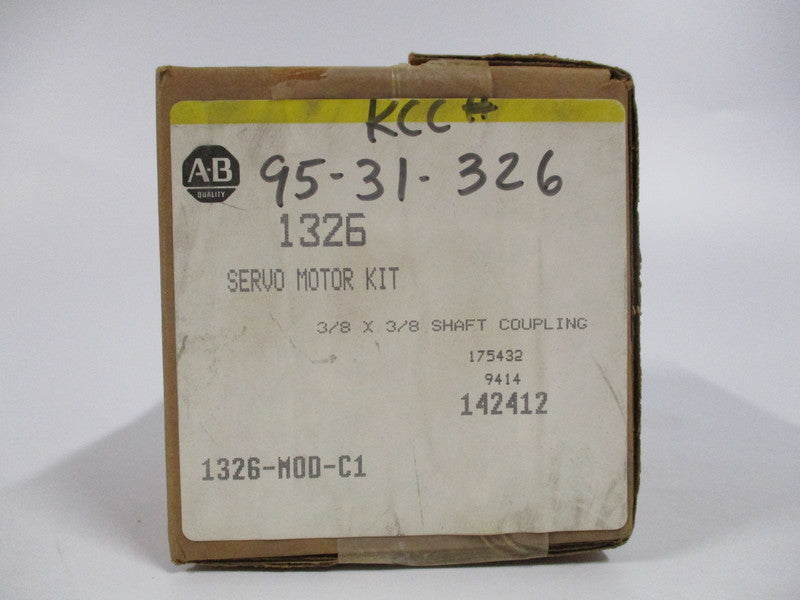 KCC#
A-B
QUALITY
95-31-326
1326
SERVO MOTOR KIT
3/8 X 3/8 SHAFT COUPLING
175432
9414
142412
1326-MOD-C1